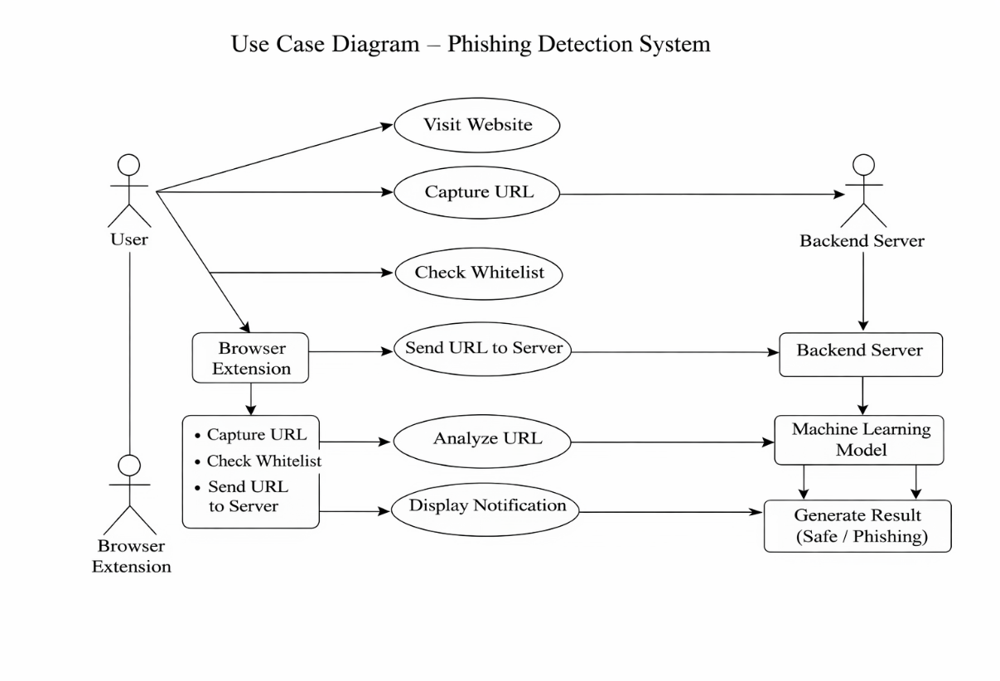 Use Case Diagram – Phishing Detection System
Visit Website
Capture URL
User
Backend Server
Check Whitelist
Browser
Extension
Send URL to Server
Backend Server
• Capture URL
• Check Whitelist
• Send URL
to Server
Analyze URL
Machine Learning
Model
Display Notification
Generate Result
(Safe / Phishing)
Browser
Extension